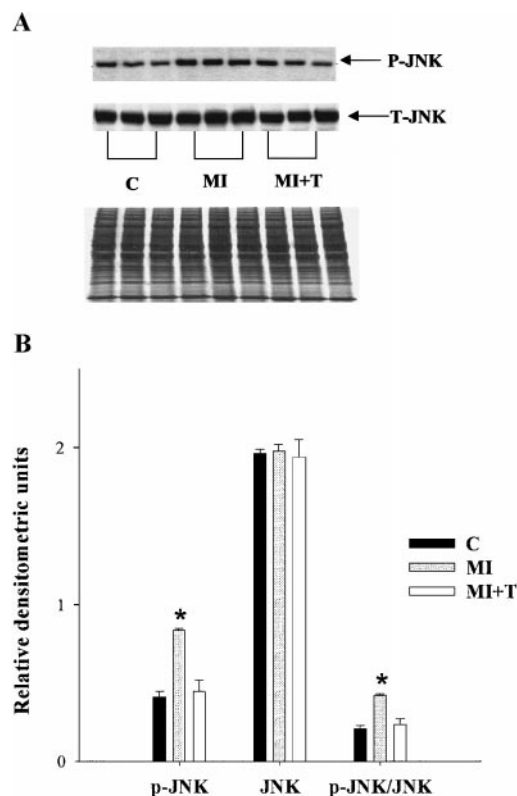 A
P-JNK
T-JNK
C MI MI+T
B
Relative densitometric units
2
1
0
C
MI
MI+T
* *
p-JNK JNK p-JNK/JNK